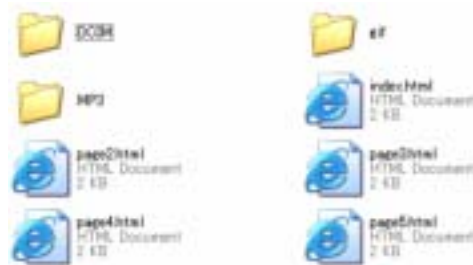 DCIM
gif
MP3
index.html
HTML Document
2 KB
page2.html
HTML Document
2 KB
page3.html
HTML Document
2 KB
page4.html
HTML Document
2 KB
page5.html
HTML Document
2 KB